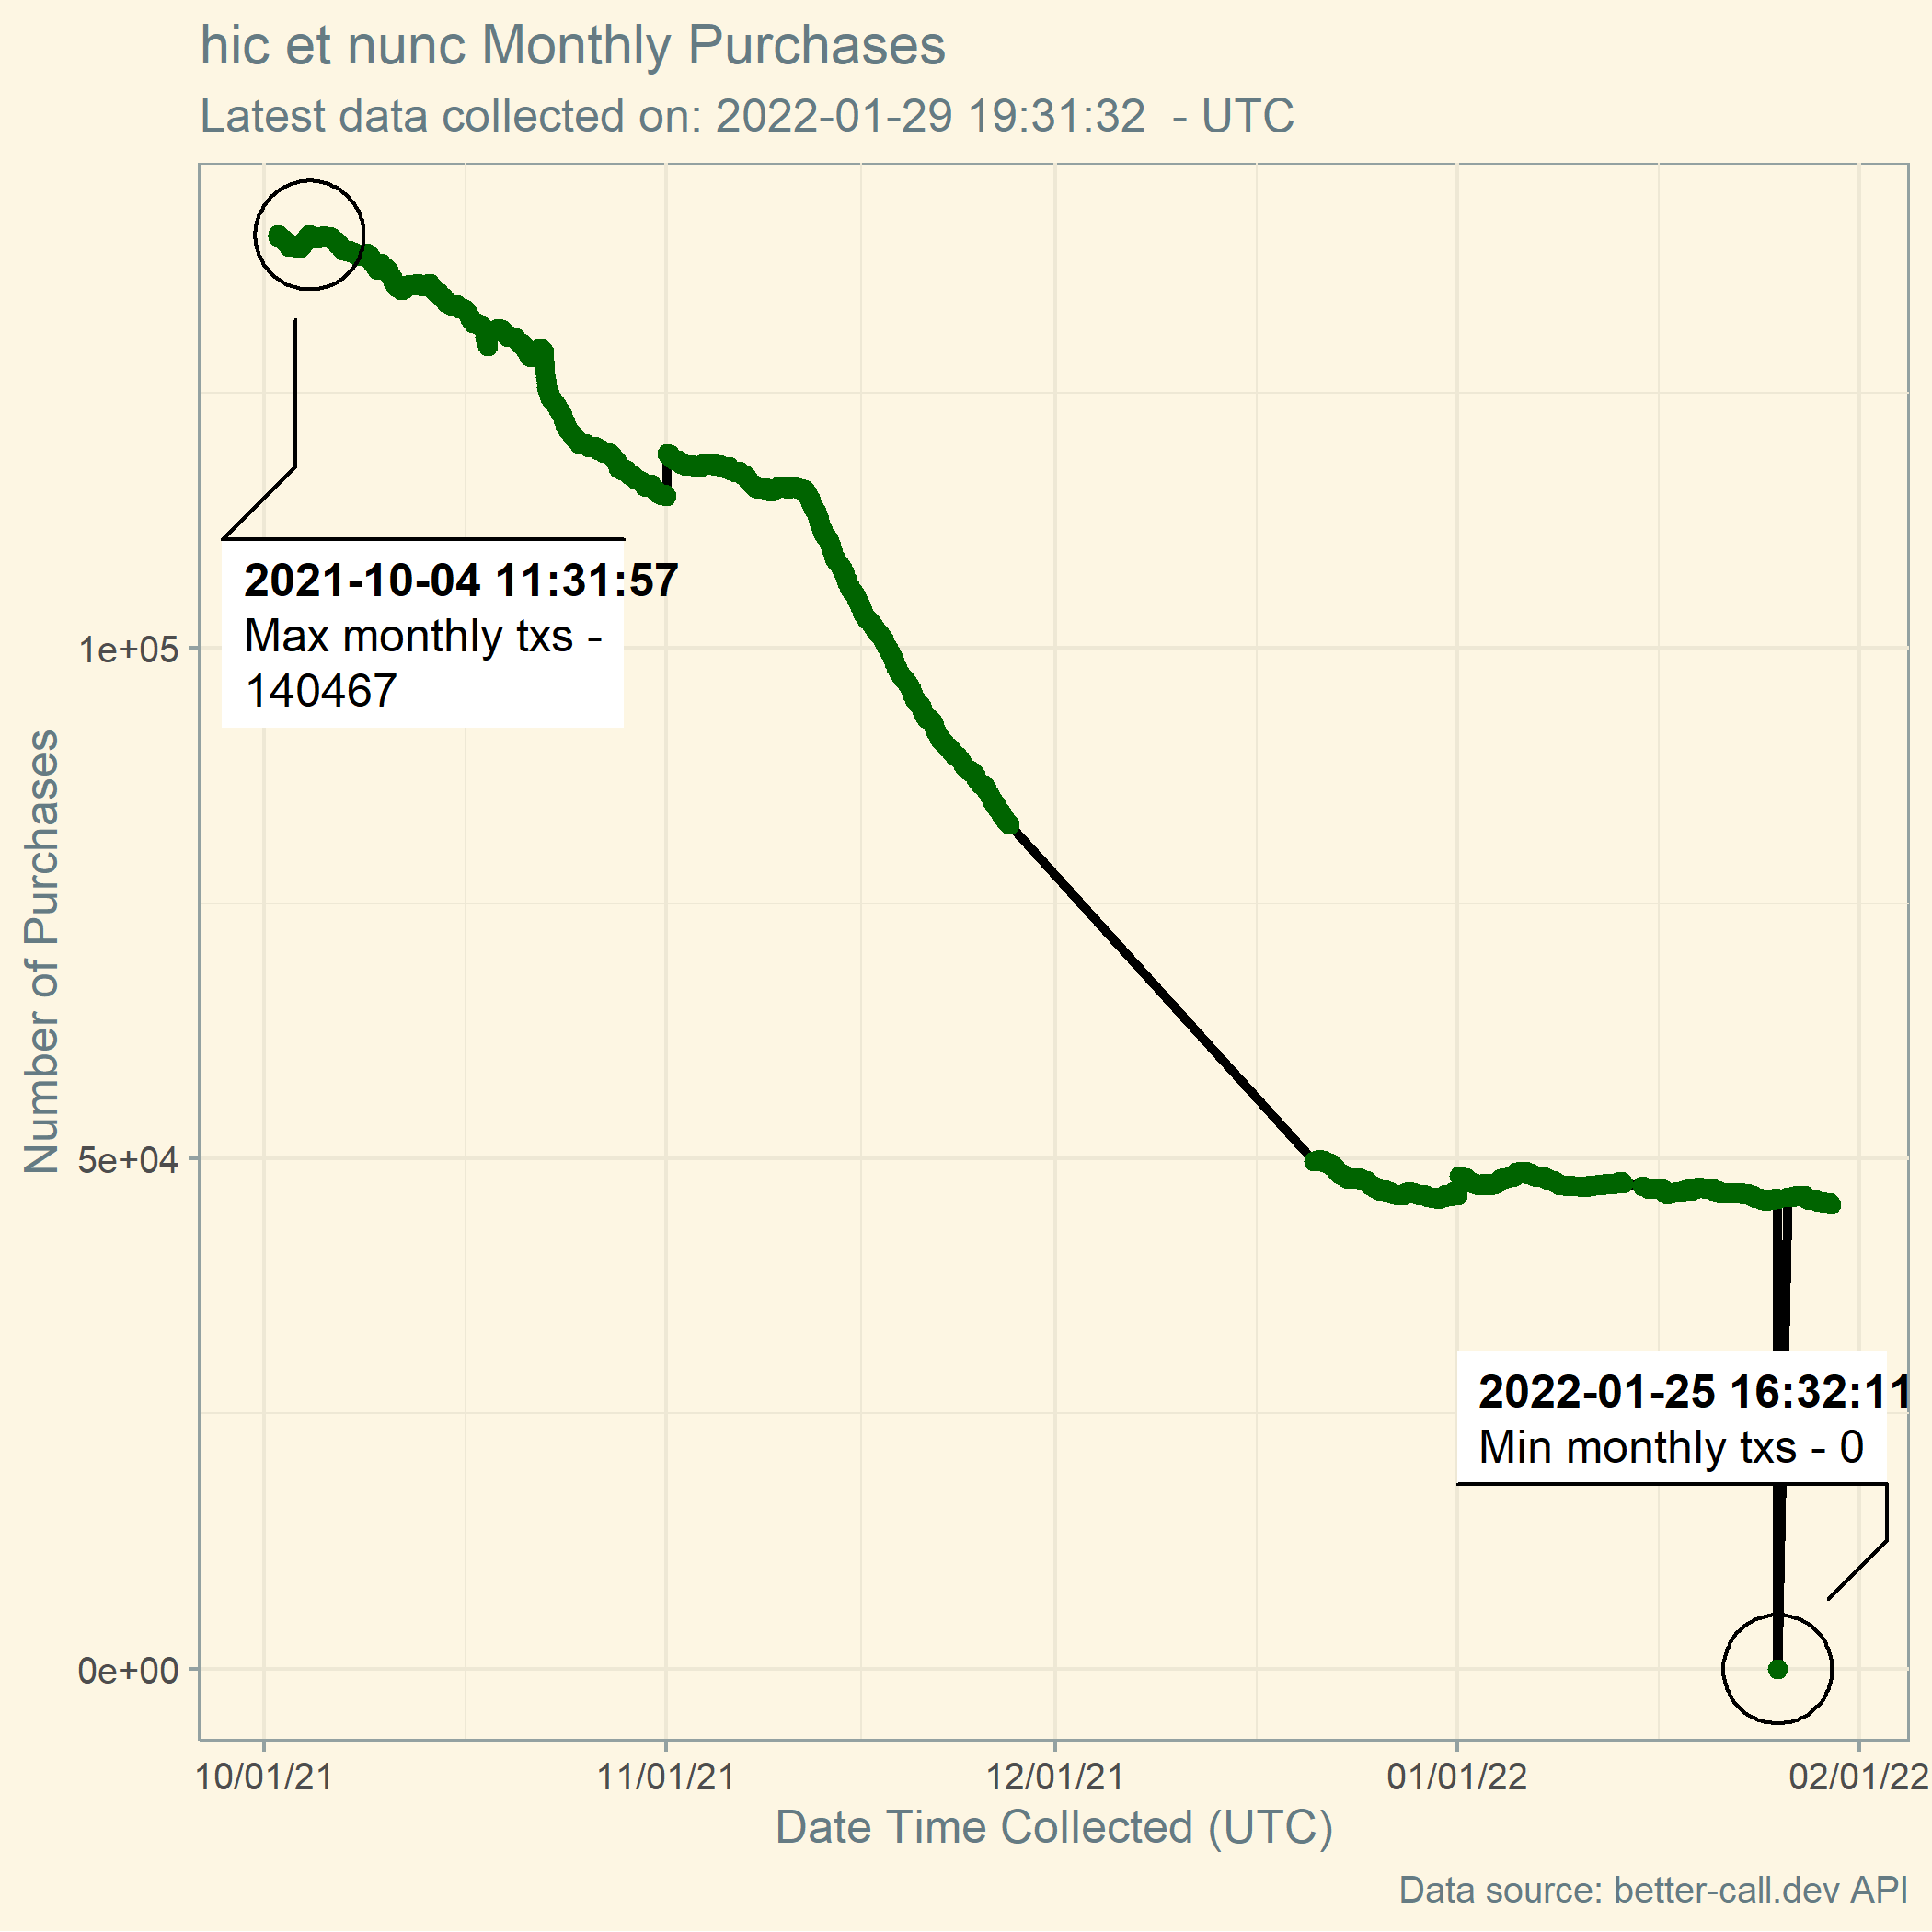 hic et nunc Monthly Purchases
Latest data collected on: 2022-01-29 19:31:32  - UTC
Number of Purchases
1e+05
5e+04
0e+00
2021-10-04 11:31:57
Max monthly txs -
140467
2022-01-25 16:32:11
Min monthly txs - 0
10/01/21
11/01/21
12/01/21
01/01/22
02/01/22
Date Time Collected (UTC)
Data source: better-call.dev API